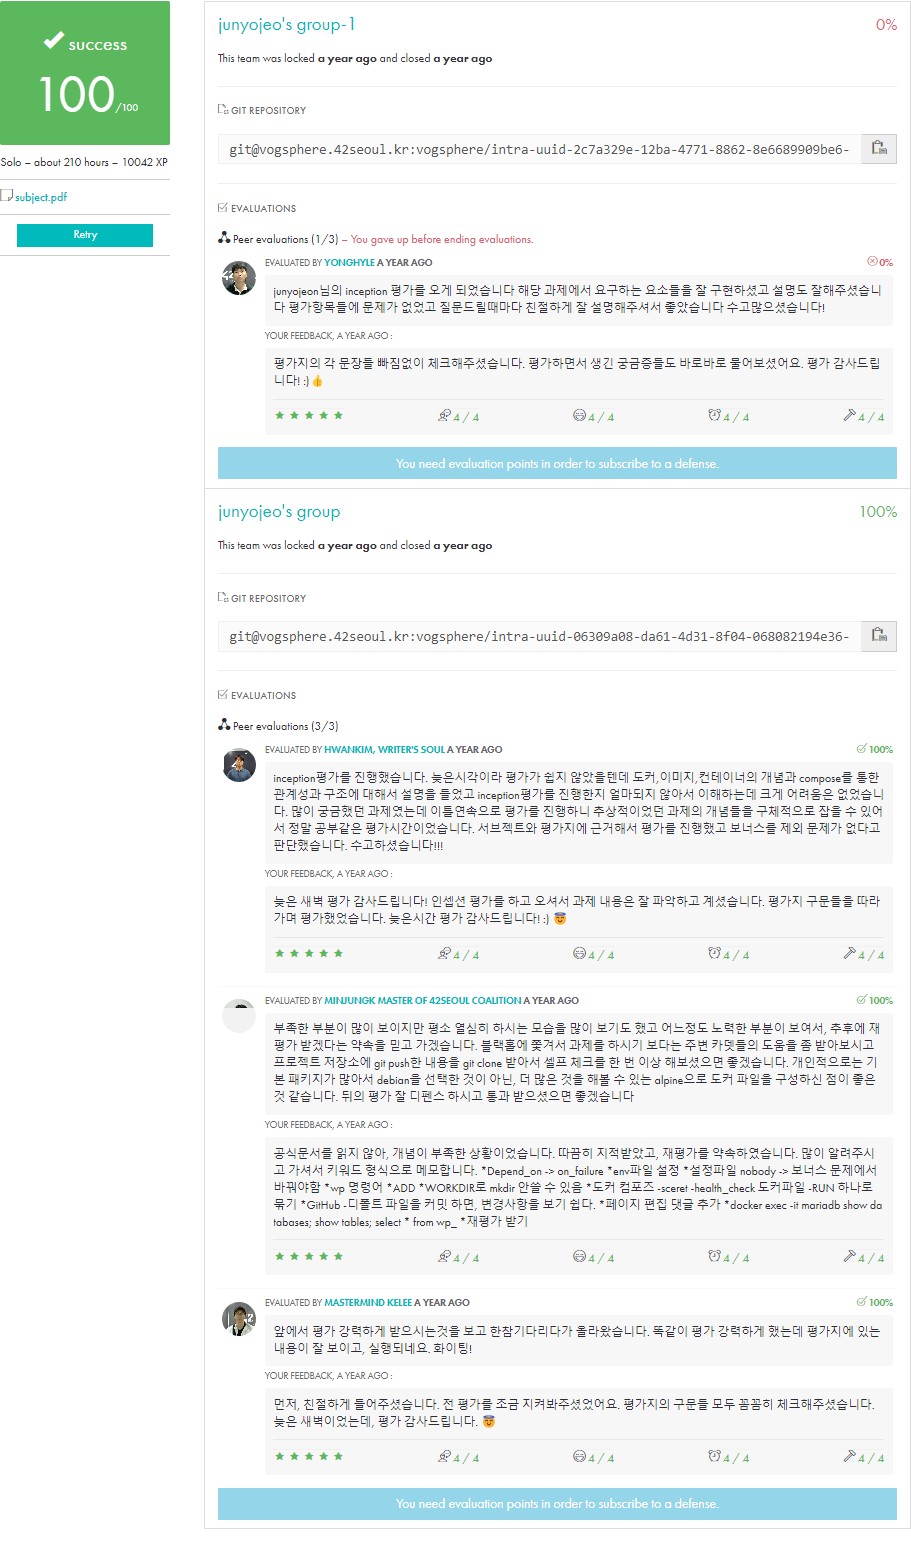 success
100/100
Solo – about 210 hours – 10042 XP
subject.pdf
Retry
junyojeo's group-1
0%
This team was locked a year ago and closed a year ago
GIT REPOSITORY
git@vogsphere.42seoul.kr:vogsphere/intra-uuid-2c7a329e-12ba-4771-8862-8e6689909be6-
EVALUATIONS
Peer evaluations (1/3) – You gave up before ending evaluations.
EVALUATED BY YONGHYLE A YEAR AGO
0%
junyojeon님의 inception 평가를 오게 되었습니다 해당 과제에서 요구하는 요소들을 잘 구현하셨고 설명도 잘해주셨습니
다 평가항목들에 문제가 없었고 질문드릴때마다 친절하게 잘 설명해주셔서 좋았습니다 수고많으셨습니다!
YOUR FEEDBACK, A YEAR AGO :
평가지의 각 문장들 빠짐없이 체크해주셨습니다. 평가하면서 생긴 궁금증들도 바로바로 물어보셨어요. 평가 감사드립
니다! :) 👍
★ ★ ★ ★ ★ 4 / 4 4 / 4 4 / 4 4 / 4
You need evaluation points in order to subscribe to a defense.
junyojeo's group
100%
This team was locked a year ago and closed a year ago
GIT REPOSITORY
git@vogsphere.42seoul.kr:vogsphere/intra-uuid-06309a08-da61-4d31-8f04-068082194e36-
EVALUATIONS
Peer evaluations (3/3)
EVALUATED BY HWANKIM, WRITER'S SOUL A YEAR AGO
100%
inception평가를 진행했습니다. 늦은시각이라 평가가 쉽지 않았을텐데 도커,이미지,컨테이너의 개념과 compose를 통한
관계성과 구조에 대해서 설명을 들었고 inception평가를 진행한지 얼마되지 않아서 이해하는데 크게 어려움은 없었습니
다. 많이 궁금했던 과제였는데 이틀연속으로 평가를 진행하니 추상적이었던 과제의 개념들을 구체적으로 잡을 수 있어
서 정말 공부같은 평가시간이었습니다. 서브젝트와 평가지에 근거해서 평가를 진행했고 보너스를 제외 문제가 없다고
판단했습니다. 수고하셨습니다!!!
YOUR FEEDBACK, A YEAR AGO :
늦은 새벽 평가 감사드립니다! 인셉션 평가를 하고 오셔서 과제 내용은 잘 파악하고 계셨습니다. 평가지 구문들을 따라
가며 평가했었습니다. 늦은시간 평가 감사드립니다! :) 😇
★ ★ ★ ★ ★ 4 / 4 4 / 4 4 / 4 4 / 4
EVALUATED BY MINJUNGK MASTER OF 42SEOUL COALITION A YEAR AGO
100%
부족한 부분이 많이 보이지만 평소 열심히 하시는 모습을 많이 보기도 했고 어느정도 노력한 부분이 보여서, 추후에 재
평가 받겠다는 약속을 믿고 가겠습니다. 블랙홀에 쫓겨서 과제를 하시기 보다는 주변 카뎃들의 도움을 좀 받아보시고
프로젝트 저장소에 git push한 내용을 git clone 받아서 셀프 체크를 한 번 이상 해보셨으면 좋겠습니다. 개인적으로는 기
본 패키지가 많아서 debian을 선택한 것이 아닌, 더 많은 것을 해볼 수 있는 alpine으로 도커 파일을 구성하신 점이 좋은
것 같습니다. 뒤의 평가 잘 디펜스 하시고 통과 받으셨으면 좋겠습니다
YOUR FEEDBACK, A YEAR AGO :
공식문서를 읽지 않아, 개념이 부족한 상황이었습니다. 따끔히 지적받았고, 재평가를 약속하였습니다. 많이 알려주시
고 가셔서 키워드 형식으로 메모합니다. *Depend_on -> on_failure *env파일 설정 *설정파일 nobody -> 보너스 문제에서
바꿔야함 *wp 명령어 *ADD *WORKDIR로 mkdir 안쓸 수 있음 *도커 컴포즈 -sceret -health_check 도커파일 -RUN 하나로
묶기 *GitHub -디폴트 파일을 커밋 하면, 변경사항을 보기 쉽다. *페이지 편집 댓글 추가 *docker exec -it mariadb show da
tabases; show tables; select * from wp_ *재평가 받기
★ ★ ★ ★ ★ 4 / 4 4 / 4 4 / 4 4 / 4
EVALUATED BY MASTERMIND KELEE A YEAR AGO
100%
앞에서 평가 강력하게 받으시는것을 보고 한참기다리다가 올라왔습니다. 똑같이 평가 강력하게 했는데 평가지에 있는
내용이 잘 보이고, 실행되네요. 화이팅!
YOUR FEEDBACK, A YEAR AGO :
먼저, 친절하게 들어주셨습니다. 전 평가를 조금 지켜봐주셨었어요. 평가지의 구문들 모두 꼼꼼히 체크해주셨습니다.
늦은 새벽이었는데, 평가 감사드립니다. 😇
★ ★ ★ ★ ★ 4 / 4 4 / 4 4 / 4 4 / 4
You need evaluation points in order to subscribe to a defense.